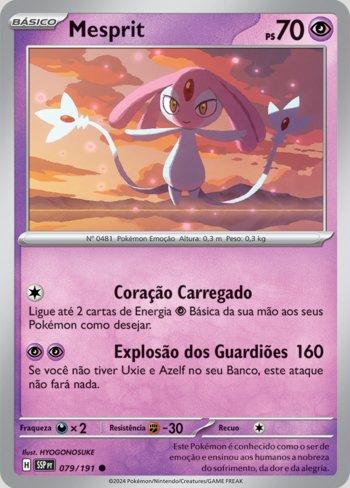 BÁSICO
Mesprit
PS 70
Nº 0481 Pokémon Emoção Altura: 0,3 m Peso: 0,3 kg
Coração Carregado
Ligue até 2 cartas de Energia Básica da sua mão aos seus
Pokémon como desejar.
Explosão dos Guardiões 160
Se você não tiver Uxie e Azelf no seu Banco, este ataque
não fará nada.
Fraqueza ×2 Resistência -30 Recuo
Ilust. HYOGONOSUKE
H SSP PT 079/191
Este Pokémon é conhecido como o ser
de emoção e ensinou aos humanos a nobreza
do sofrimento, da dor e da alegria.
©2024 Pokémon/Nintendo/Creatures/GAME FREAK